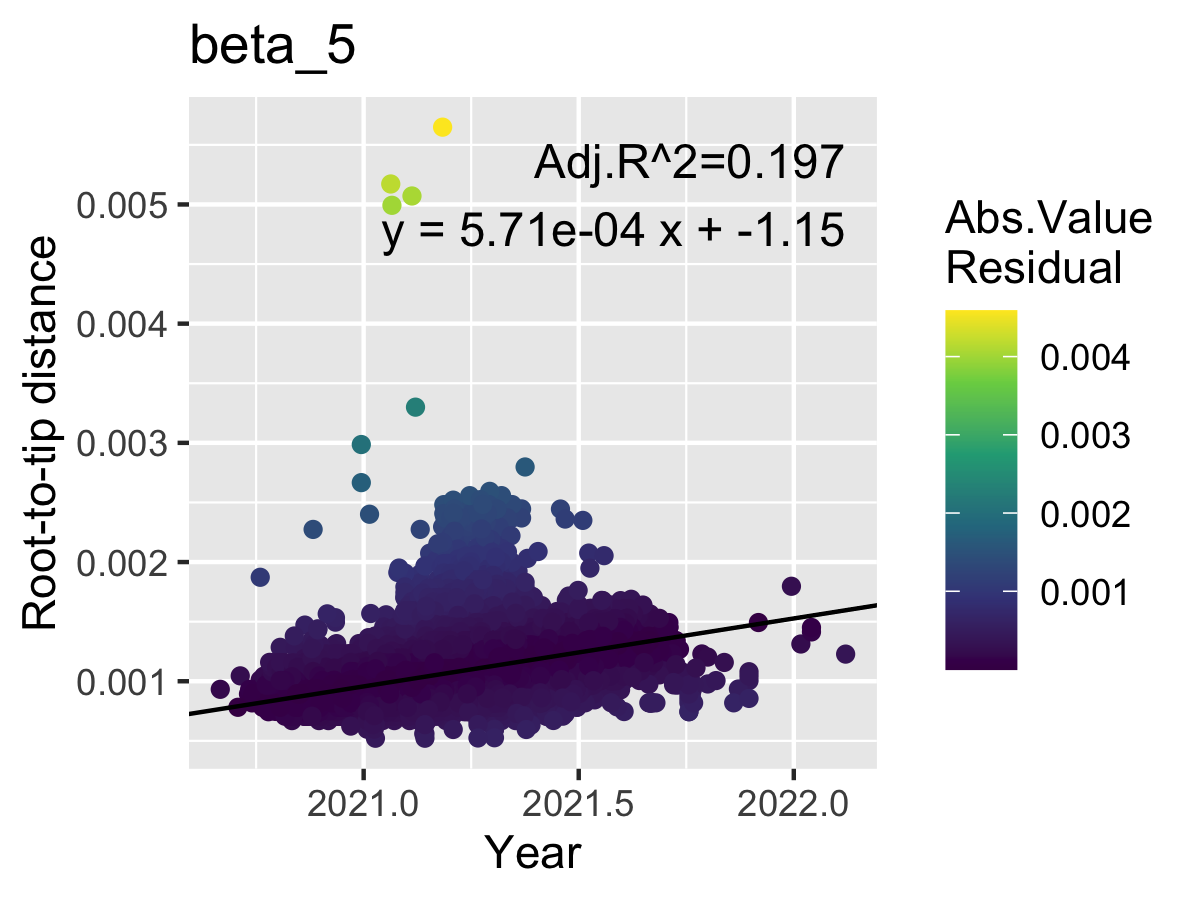 beta_5
Adj.R^2=0.197
y = 5.71e-04 x + -1.15
Root-to-tip distance
0.005
0.004
0.003
0.002
0.001
2021.0
2021.5
2022.0
Year
Abs.Value
Residual
0.004
0.003
0.002
0.001